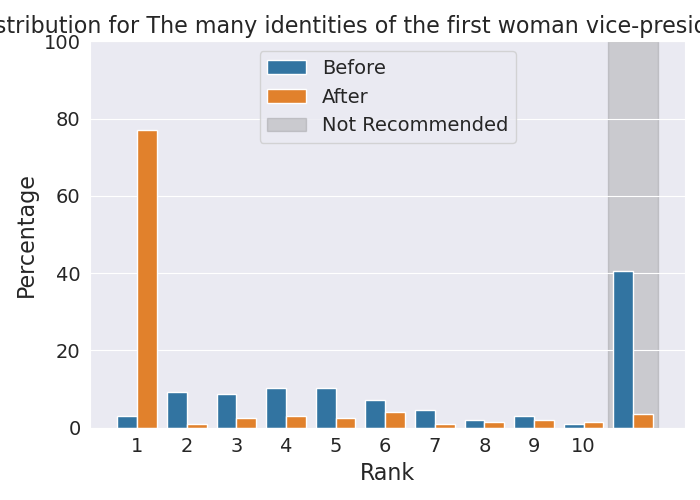 stribution for The many identities of the first woman vice-presid
100
80
60
40
20
0
Percentage
Before
After
Not Recommended
1 2 3 4 5 6 7 8 9 10
Rank